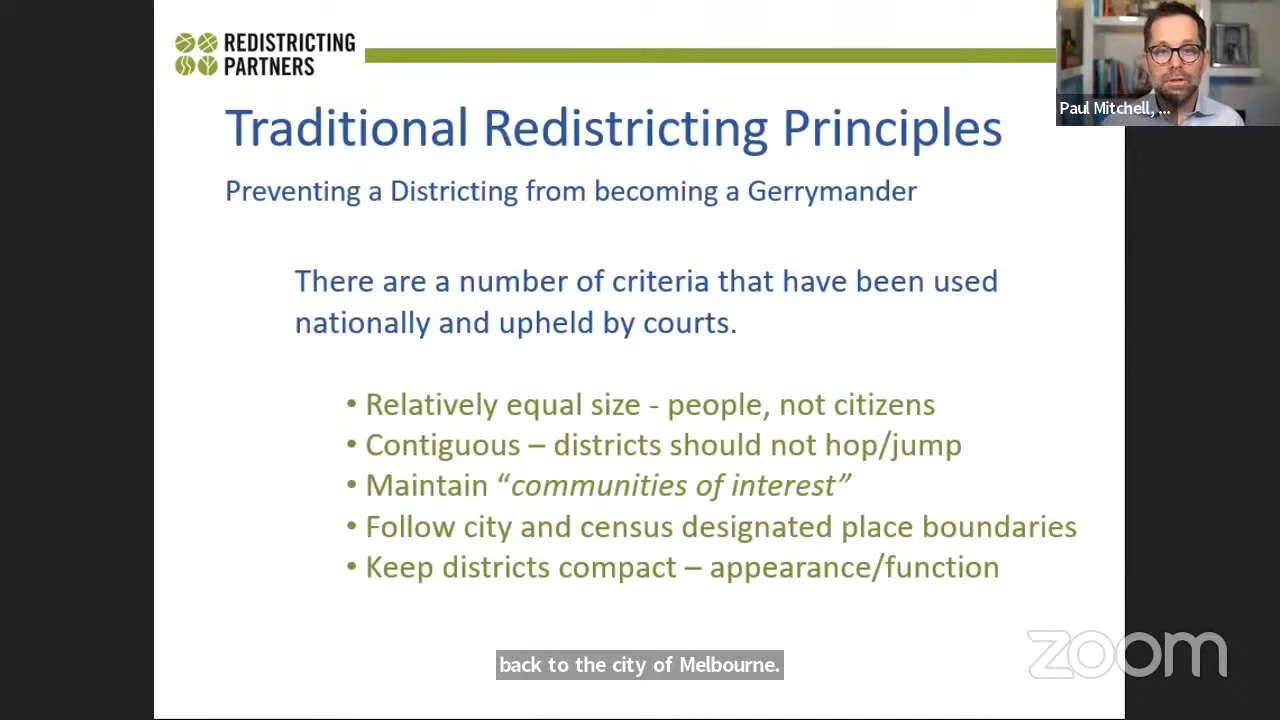 REDISTRICTING
PARTNERS
Paul Mitchell, ...
Traditional Redistricting Principles
Preventing a Districting from becoming a Gerrymander
There are a number of criteria that have been used
nationally and upheld by courts.
• Relatively equal size - people, not citizens
• Contiguous – districts should not hop/jump
• Maintain “communities of interest”
• Follow city and census designated place boundaries
• Keep districts compact – appearance/function
back to the city of Melbourne.
zoom